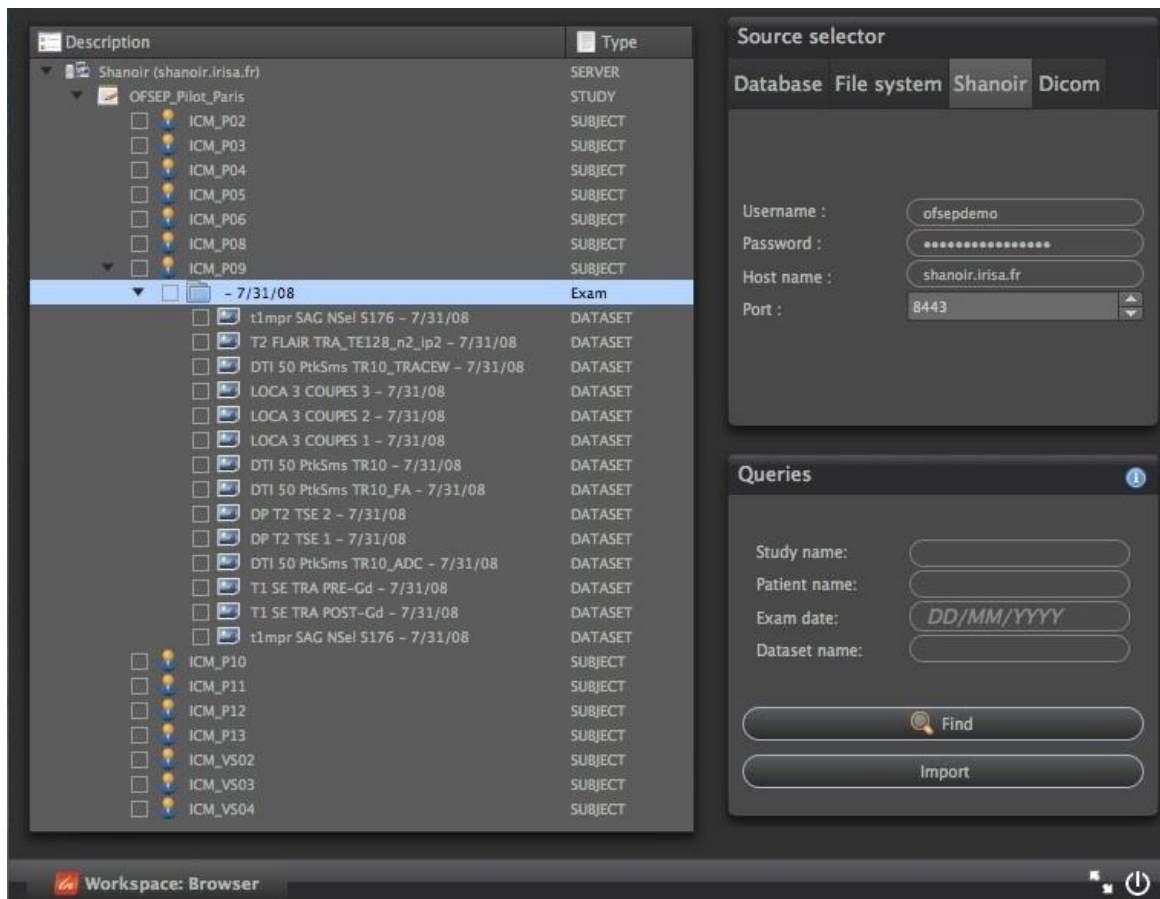 Description Type
Shanoir (shanoir.irisa.fr) SERVER
OFSEP_Pilot_Paris STUDY
ICM_P02 SUBJECT
ICM_P03 SUBJECT
ICM_P04 SUBJECT
ICM_P05 SUBJECT
ICM_P06 SUBJECT
ICM_P08 SUBJECT
ICM_P09 SUBJECT
- 7/31/08 Exam
t1mpr SAG NSel S176 - 7/31/08 DATASET
T2 FLAIR TRA_TE128_n2_ip2 - 7/31/08 DATASET
DTI 50 PtkSms TR10_TRACEW - 7/31/08 DATASET
LOCA 3 COUPES 3 - 7/31/08 DATASET
LOCA 3 COUPES 2 - 7/31/08 DATASET
LOCA 3 COUPES 1 - 7/31/08 DATASET
DTI 50 PtkSms TR10 - 7/31/08 DATASET
DTI 50 PtkSms TR10_FA - 7/31/08 DATASET
DP T2 TSE 2 - 7/31/08 DATASET
DP T2 TSE 1 - 7/31/08 DATASET
DTI 50 PtkSms TR10_ADC - 7/31/08 DATASET
T1 SE TRA PRE-Gd - 7/31/08 DATASET
T1 SE TRA POST-Gd - 7/31/08 DATASET
t1mpr SAG NSel S176 - 7/31/08 DATASET
ICM_P10 SUBJECT
ICM_P11 SUBJECT
ICM_P12 SUBJECT
ICM_P13 SUBJECT
ICM_VS02 SUBJECT
ICM_VS03 SUBJECT
ICM_VS04 SUBJECT
Source selector
Database File system Shanoir Dicom
Username : ofsepdemo
Password : ••••••••••••••••
Host name : shanoir.irisa.fr
Port : 8443
Queries
Study name:
Patient name:
Exam date: DD/MM/YYYY
Dataset name:
Find
Import
Workspace: Browser